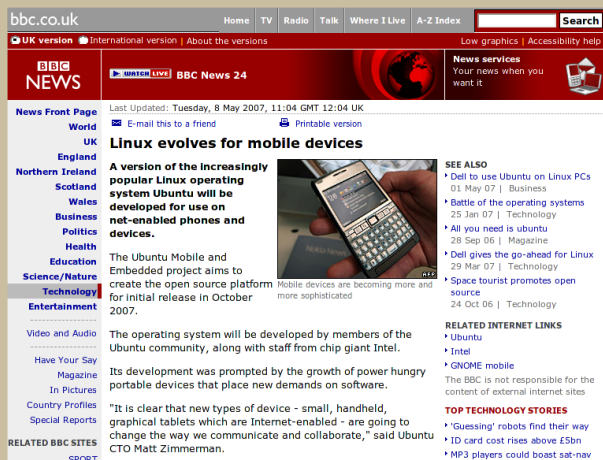 bbc.co.uk
Home TV Radio Talk Where I Live A-Z Index Search
UK version International version | About the versions Low graphics | Accessibility help
BBC
NEWS
WATCH LIVE BBC News 24
News services
Your news when you
want it
News Front Page
World
UK
England
Northern Ireland
Scotland
Wales
Business
Politics
Health
Education
Science/Nature
Technology
Entertainment
Video and Audio
Have Your Say
Magazine
In Pictures
Country Profiles
Special Reports
RELATED BBC SITES
SPORT
Last Updated: Tuesday, 8 May 2007, 11:04 GMT 12:04 UK
E-mail this to a friend Printable version
Linux evolves for mobile devices
A version of the increasingly
popular Linux operating
system Ubuntu will be
developed for use on
net-enabled phones and
devices.
The Ubuntu Mobile and
Embedded project aims to
create the open source platform
for initial release in October
2007.
AFP
Mobile devices are becoming more and
more sophisticated
The operating system will be developed by members of the
Ubuntu community, along with staff from chip giant Intel.
Its development was prompted by the growth of power hungry
portable devices that place new demands on software.
"It is clear that new types of device - small, handheld,
graphical tablets which are Internet-enabled - are going to
change the way we communicate and collaborate," said Ubuntu
CTO Matt Zimmerman.
SEE ALSO
Dell to use Ubuntu on Linux PCs
01 May 07 | Business
Battle of the operating systems
25 Jan 07 | Technology
All you need is ubuntu
28 Sep 06 | Magazine
Dell gives the go-ahead for Linux
29 Mar 07 | Technology
Space tourist promotes open
source
24 Oct 06 | Technology
RELATED INTERNET LINKS
Ubuntu
Intel
GNOME mobile
The BBC is not responsible for the
content of external internet sites
TOP TECHNOLOGY STORIES
'Guessing' robots find their way
ID card cost rises above £5bn
MP3 players could boast sat-nav